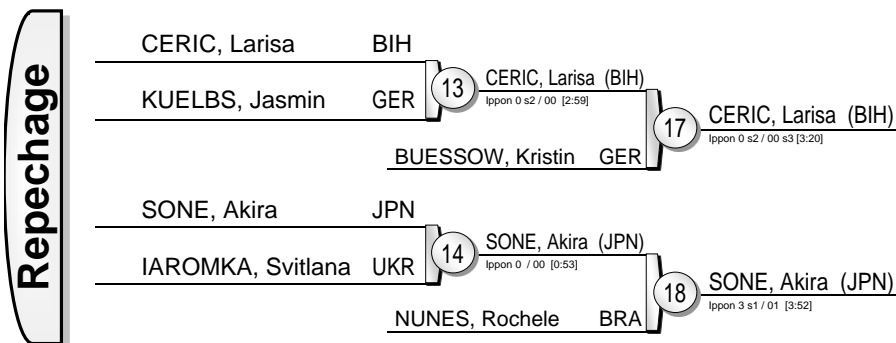 Repechage
CERIC, Larisa BIH
KUELBS, Jasmin GER
13
CERIC, Larisa (BIH)
Ippon 0 s2 / 00 [2:59]
BUESSOW, Kristin GER
17
CERIC, Larisa (BIH)
Ippon 0 s2 / 00 s3 [3:20]
SONE, Akira JPN
IAROMKA, Svitlana UKR
14
SONE, Akira (JPN)
Ippon 0 / 00 [0:53]
NUNES, Rochele BRA
18
SONE, Akira (JPN)
Ippon 3 s1 / 01 [3:52]